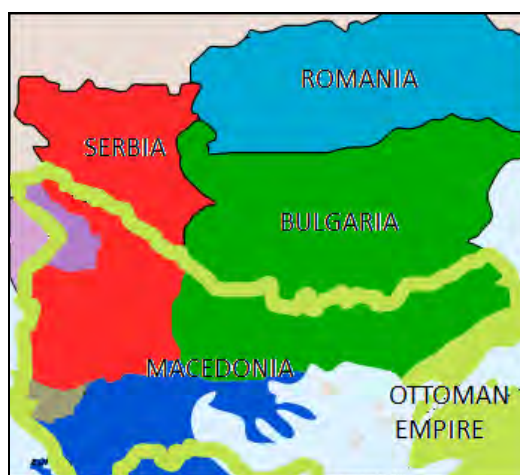 ROMANIA
SERBIA
BULGARIA
MACEDONIA
OTTOMAN
EMPIRE